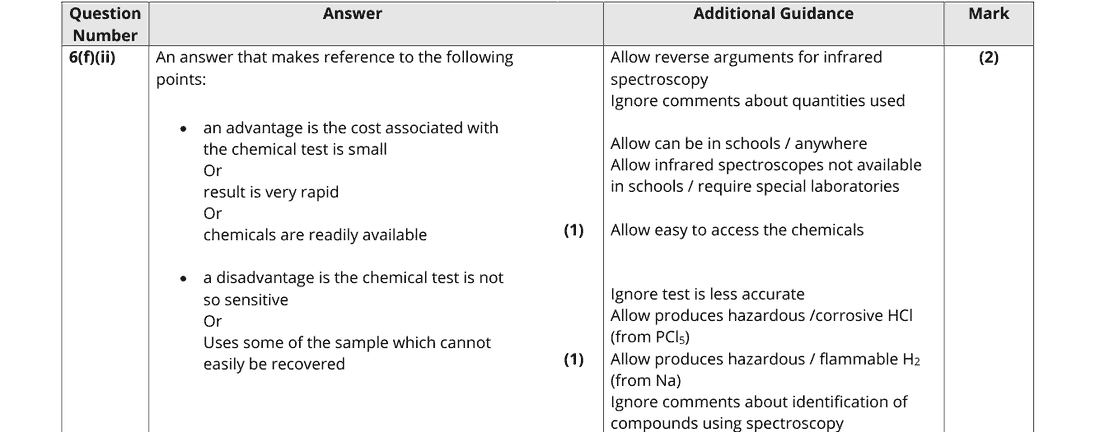 Question Number
Answer
Additional Guidance
Mark
6(f)(ii)
An answer that makes reference to the following
points:
• an advantage is the cost associated with
the chemical test is small
Or
result is very rapid
Or
chemicals are readily available
(1)
• a disadvantage is the chemical test is not
so sensitive
Or
Uses some of the sample which cannot
easily be recovered
(1)
Allow reverse arguments for infrared
spectroscopy
Ignore comments about quantities used
Allow can be in schools / anywhere
Allow infrared spectroscopes not available
in schools / require special laboratories
Allow easy to access the chemicals
Ignore test is less accurate
Allow produces hazardous /corrosive HCl
(from PCl₅)
Allow produces hazardous / flammable H₂
(from Na)
Ignore comments about identification of
compounds using spectroscopy
(2)